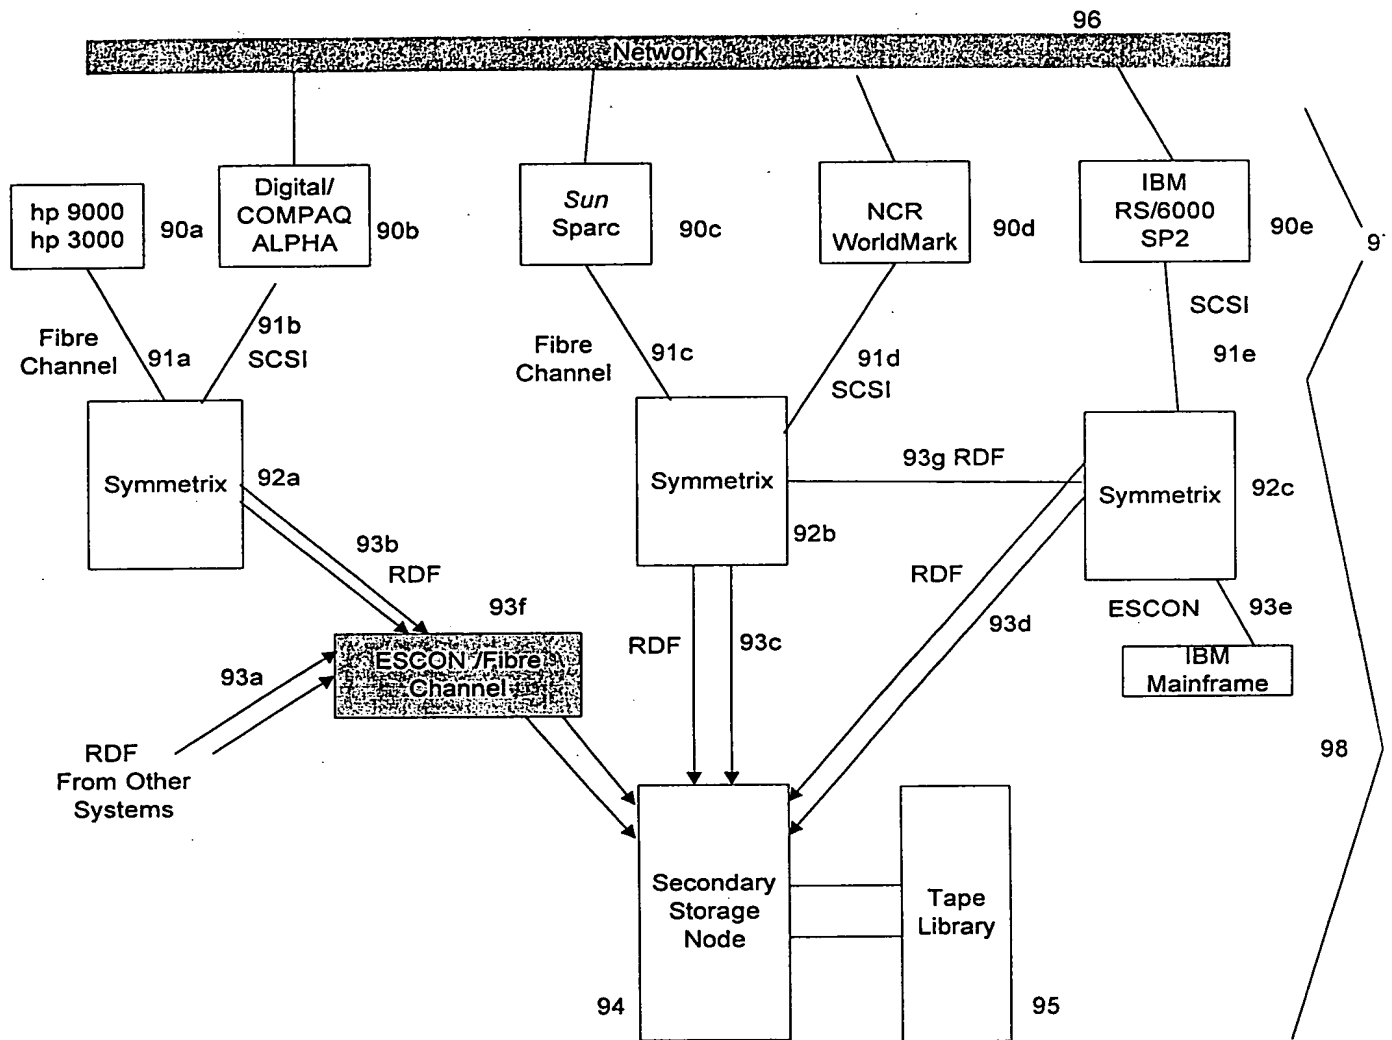 96
Network
hp 9000
hp 3000
90a
Digital/
COMPAQ
ALPHA
90b
Sun
Sparc
90c
NCR
WorldMark
90d
IBM
RS/6000
SP2
90e
Fibre
Channel
91a
91b
SCSI
Fibre
Channel
91c
91d
SCSI
SCSI
91e
Symmetrix
92a
Symmetrix
92b
93g RDF
Symmetrix
92c
93b
RDF
93f
ESCON /Fibre
Channel
93a
RDF
From Other
Systems
RDF
93c
RDF
93d
ESCON
93e
IBM
Mainframe
98
Secondary
Storage
Node
94
Tape
Library
95